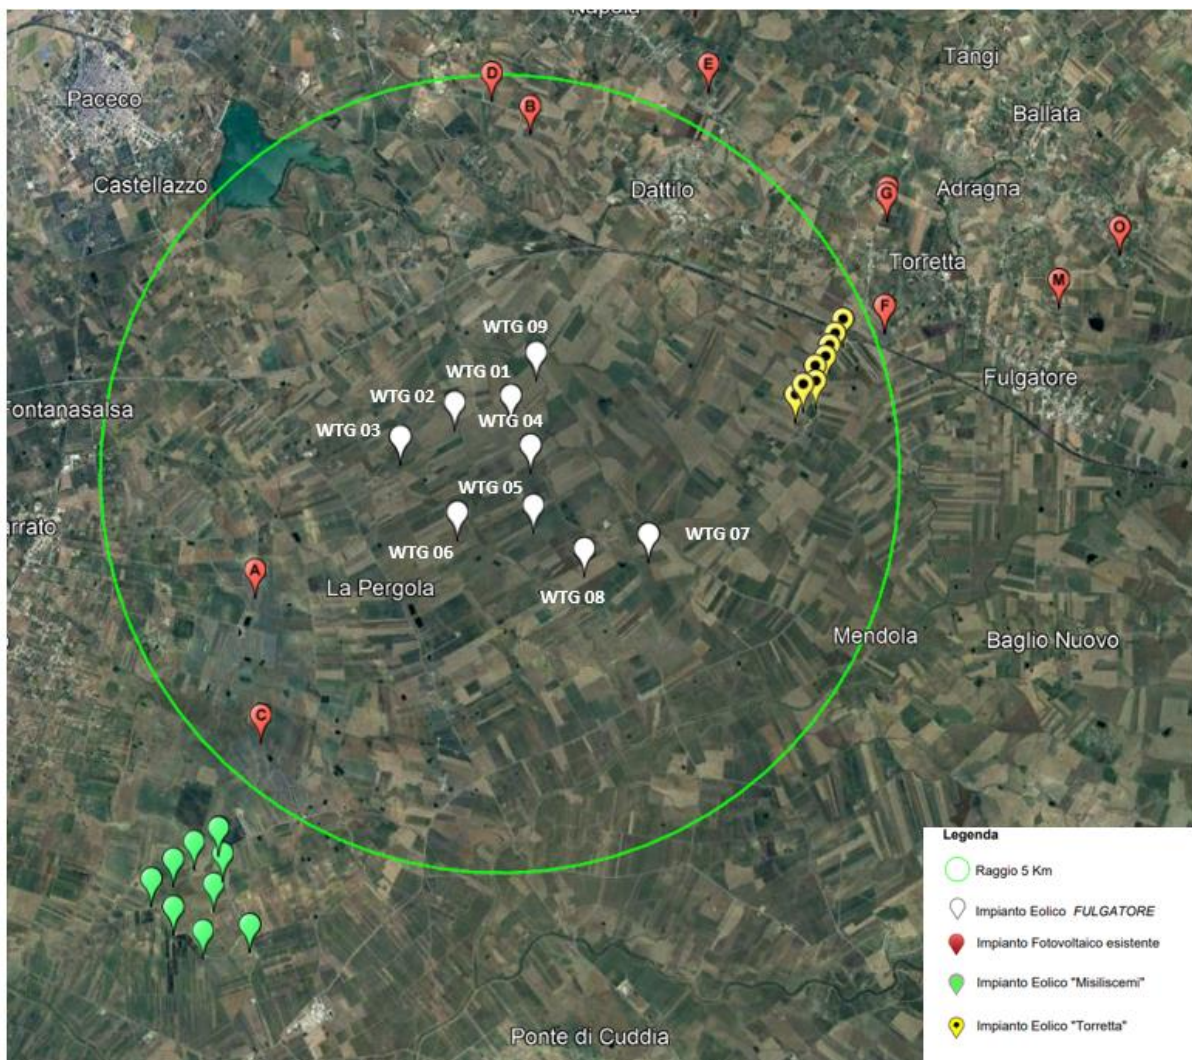 Napola
Tangi
D
E
Paceco
B
Ballata
Castellazzo
Dattilo
G
Adragna
O
Torretta
M
F
WTG 09
WTG 01
WTG 02
Fulgatore
Fontanasalsa
WTG 04
WTG 03
WTG 05
arrato
WTG 07
WTG 06
A
La Pergola
WTG 08
Mendola
Baglio Nuovo
C
Ponte di Cuddia
Legenda
Raggio 5 Km
Impianto Eolico FULGATORE
Impianto Fotovoltaico esistente
Impianto Eolico "Misiliscemi"
Impianto Eolico "Torretta"